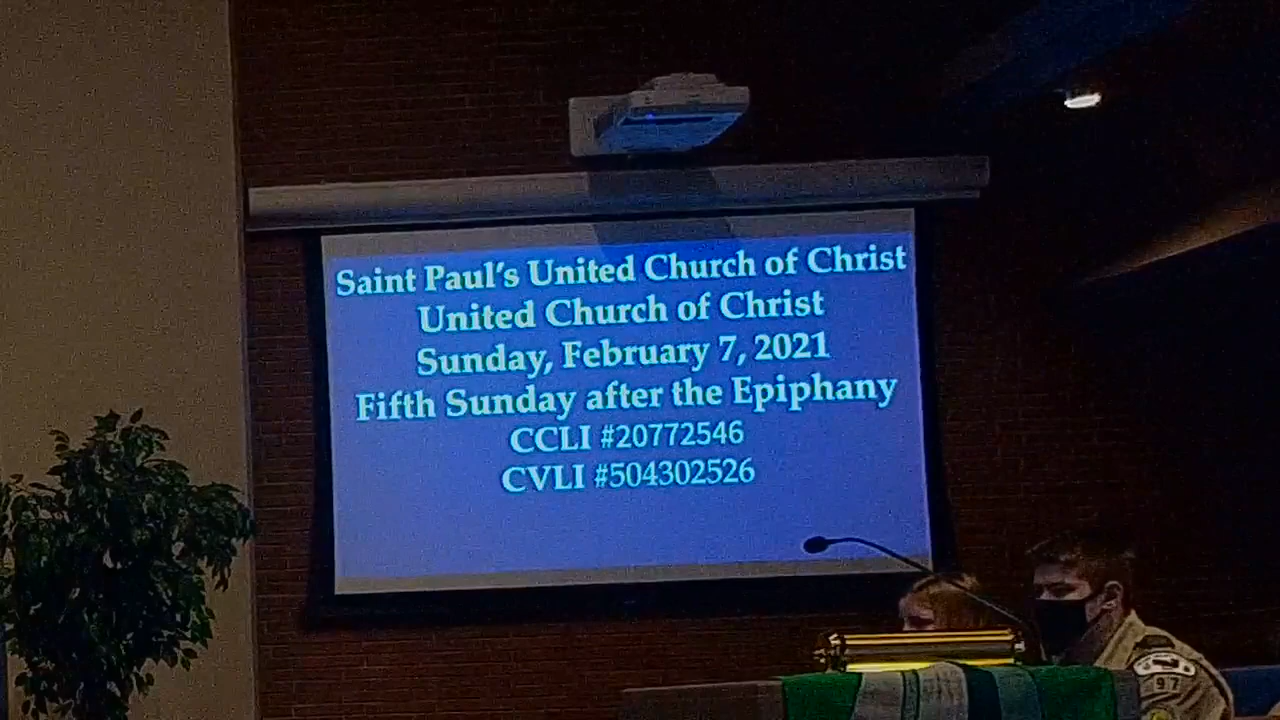 Saint Paul's United Church of Christ
United Church of Christ
Sunday, February 7, 2021
Fifth Sunday after the Epiphany
CCLI #20772546
CVLI #504302526
97